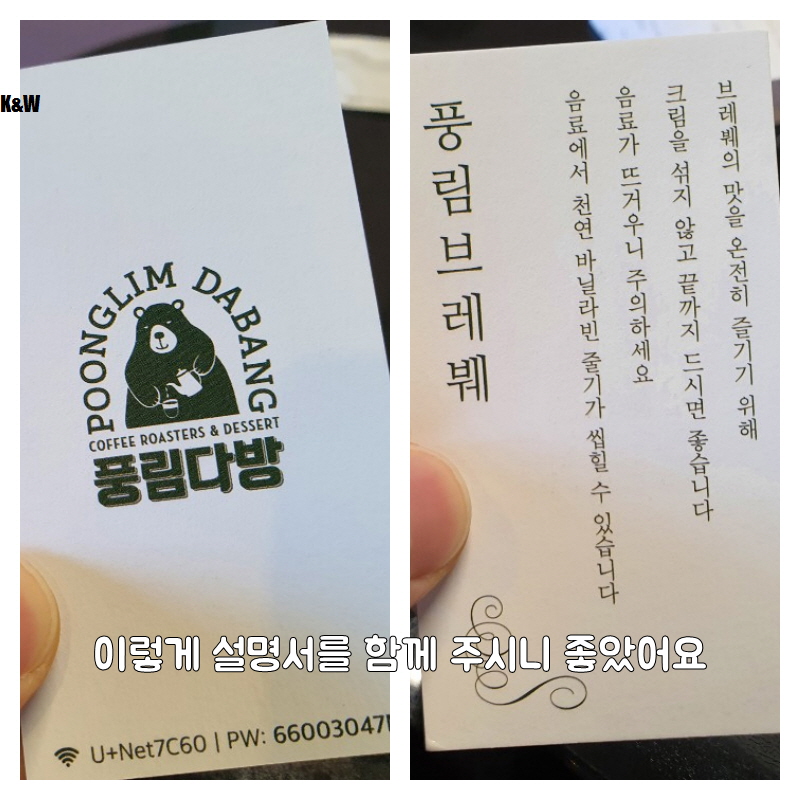 K&W
POONGLIM DABANG
COFFEE ROASTERS & DESSERT
풍림다방
U+Net7C60 | PW: 66003047
풍림브레붸
브레붸의 맛을 온전히 즐기기 위해
크림을 섞지 않고 끝까지 드시면 좋습니다
음료가 뜨거우니 주의하세요
음료에서 천연 바닐라빈 줄기가 씹힐 수 있습니다
이렇게 설명서를 함께 주시니 좋았어요